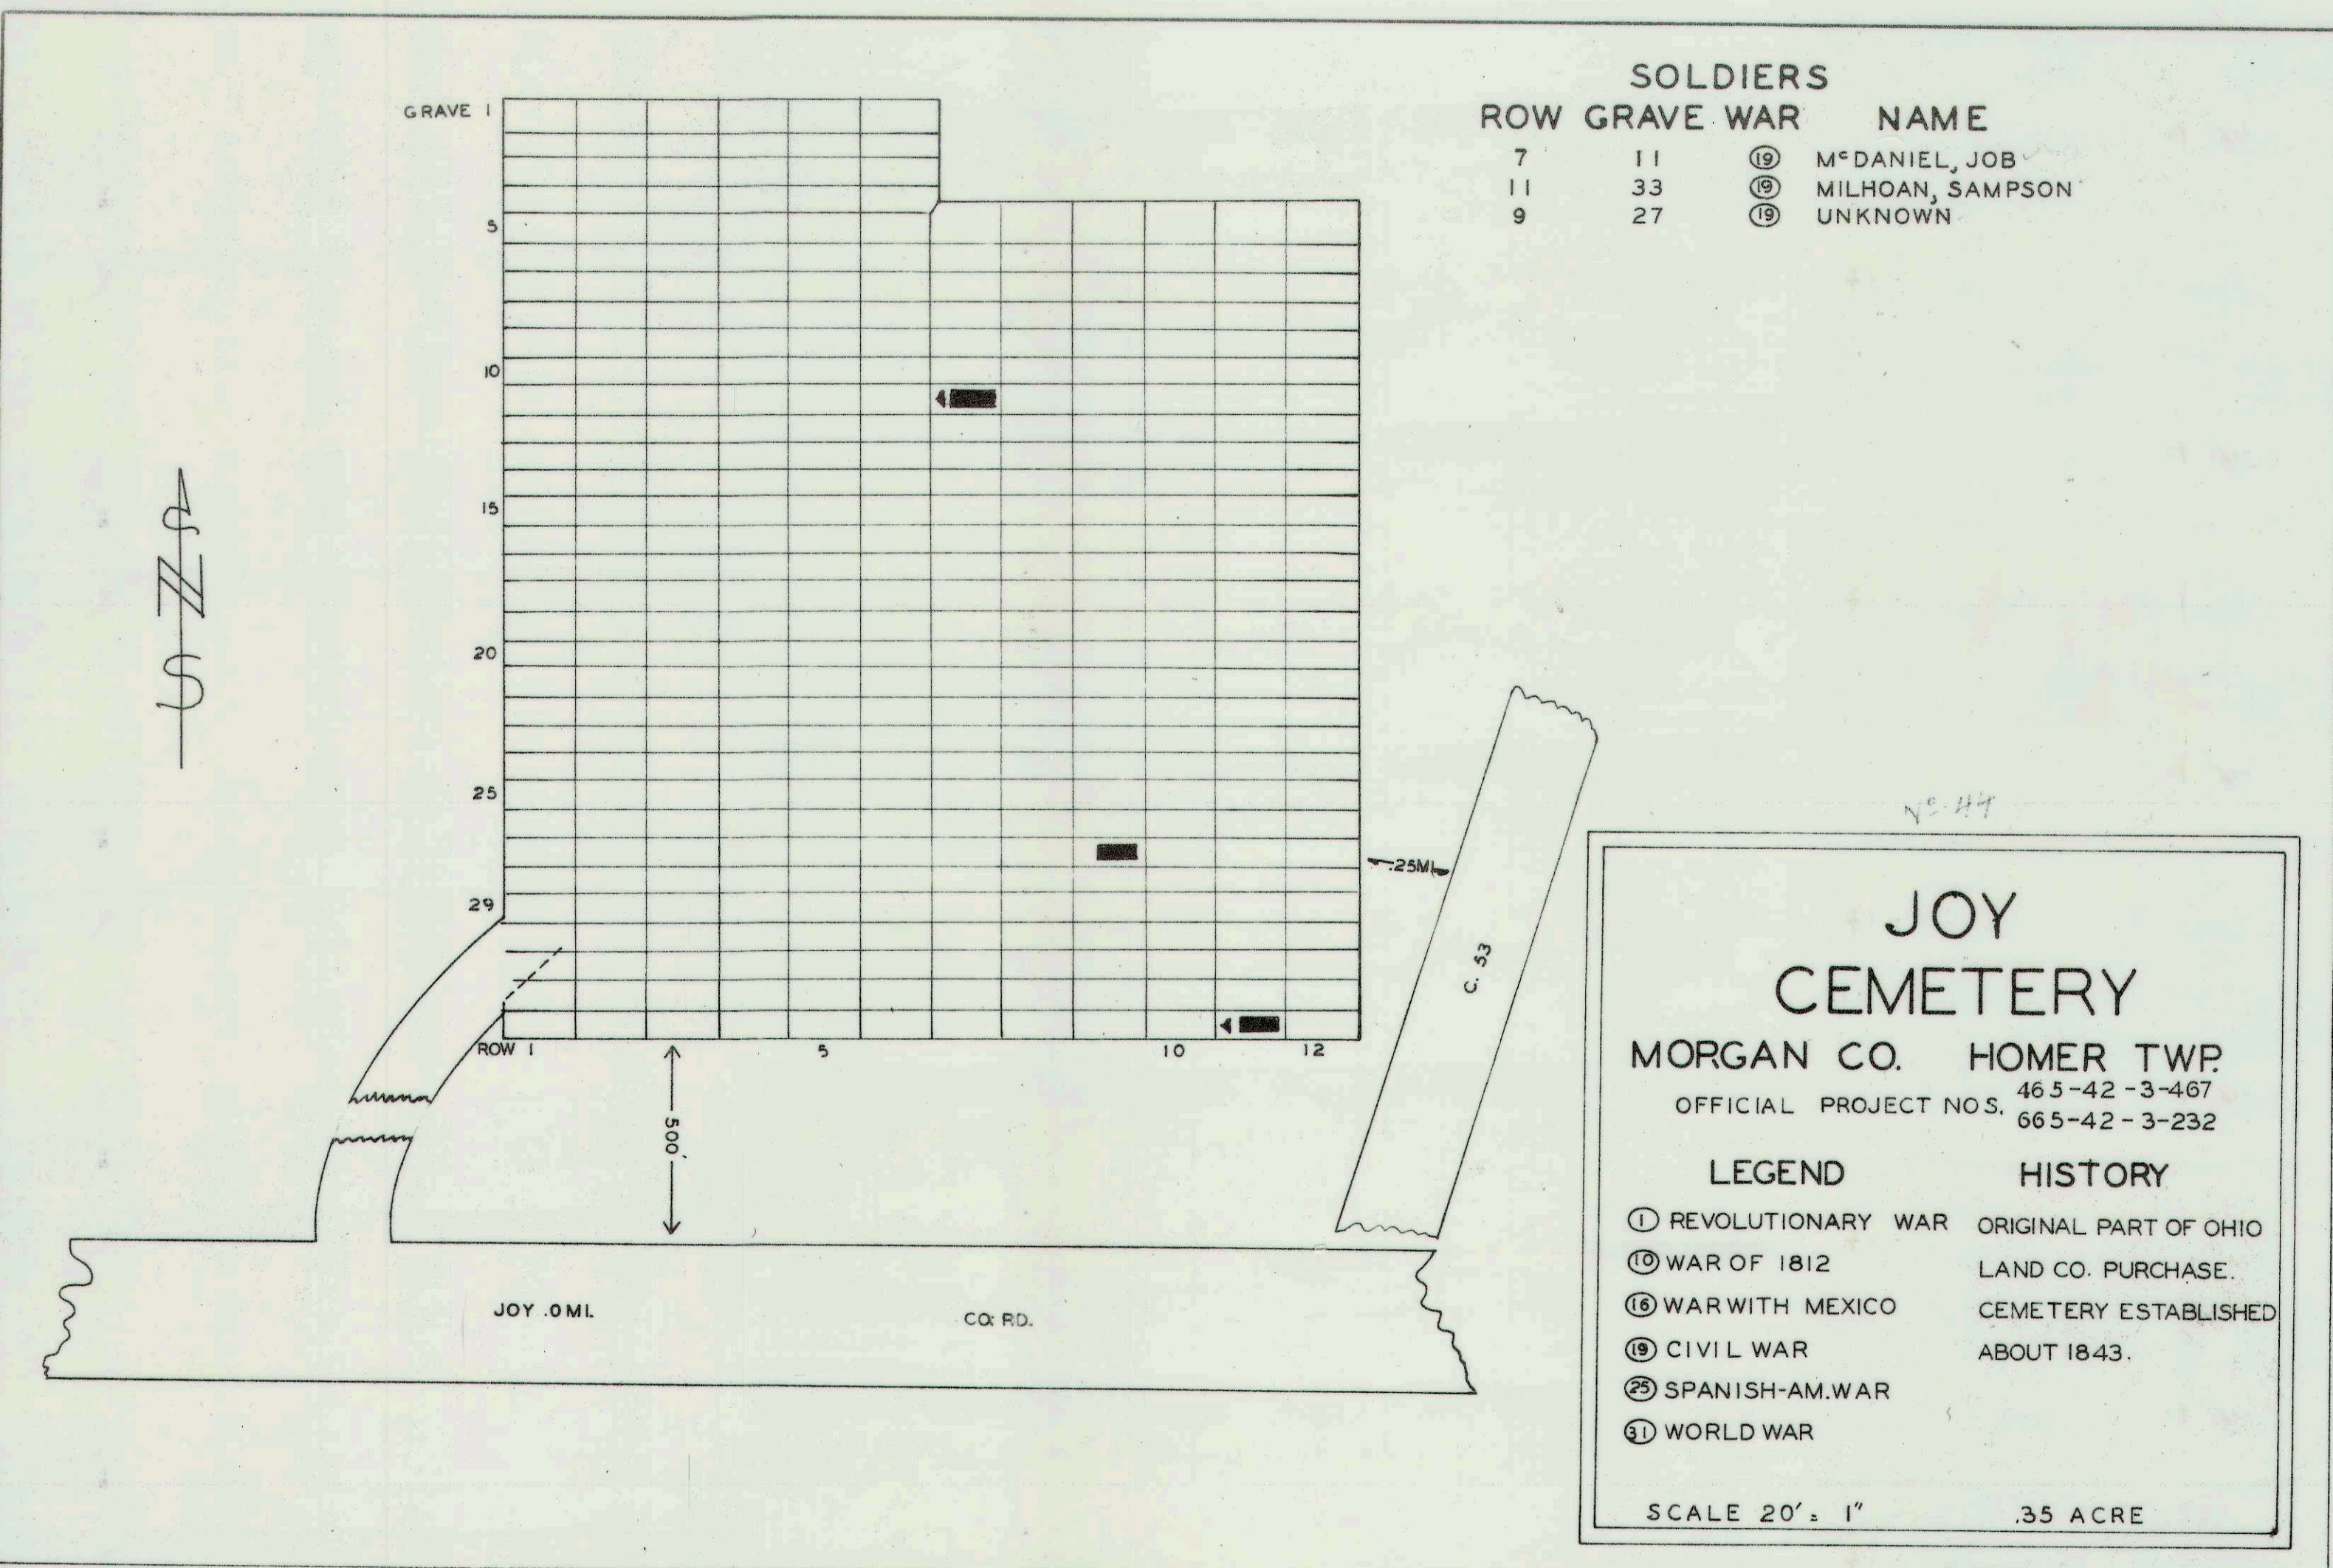 SOLDIERS
ROW GRAVE WAR NAME
7 11 19 McDANIEL, JOB
11 33 19 MILHOAN, SAMPSON
9 27 19 UNKNOWN
GRAVE 1
5
10
15
20
25
29
ROW 1 5 10 12
N
S
500'
.25MI.
C. 53
JOY .0MI.
CO. RD.
No. 44
JOY
CEMETERY
MORGAN CO. HOMER TWP.
OFFICIAL PROJECT NOS. 465-42-3-467
665-42-3-232
LEGEND
1 REVOLUTIONARY WAR
10 WAR OF 1812
16 WAR WITH MEXICO
19 CIVIL WAR
25 SPANISH-AM. WAR
31 WORLD WAR
HISTORY
ORIGINAL PART OF OHIO
LAND CO. PURCHASE.
CEMETERY ESTABLISHED
ABOUT 1843.
SCALE 20' = 1"
.35 ACRE